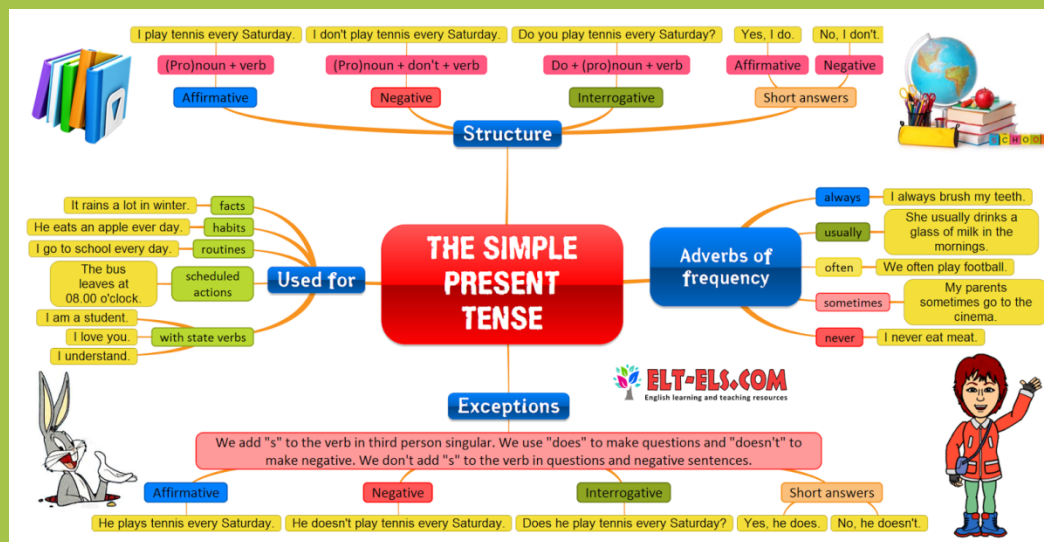 I play tennis every Saturday.
I don't play tennis every Saturday.
Do you play tennis every Saturday?
Yes, I do.
No, I don't.
(Pro)noun + verb
(Pro)noun + don't + verb
Do + (pro)noun + verb
Affirmative
Negative
Affirmative
Negative
Interrogative
Short answers
Structure
SCHOO
It rains a lot in winter.
facts
He eats an apple ever day.
habits
I go to school every day.
routines
The bus
leaves at
08.00 o'clock.
scheduled
actions
I am a student.
I love you.
I understand.
with state verbs
Used for
THE SIMPLE
PRESENT
TENSE
Adverbs of
frequency
always
I always brush my teeth.
usually
She usually drinks a
glass of milk in the
mornings.
often
We often play football.
sometimes
My parents
sometimes go to the
cinema.
never
I never eat meat.
ELT-ELS.COM
English learning and teaching resources
Exceptions
We add "s" to the verb in third person singular. We use "does" to make questions and "doesn't" to
make negative. We don't add "s" to the verb in questions and negative sentences.
Affirmative
Negative
Interrogative
Short answers
He plays tennis every Saturday.
He doesn't play tennis every Saturday.
Does he play tennis every Saturday?
Yes, he does.
No, he doesn't.